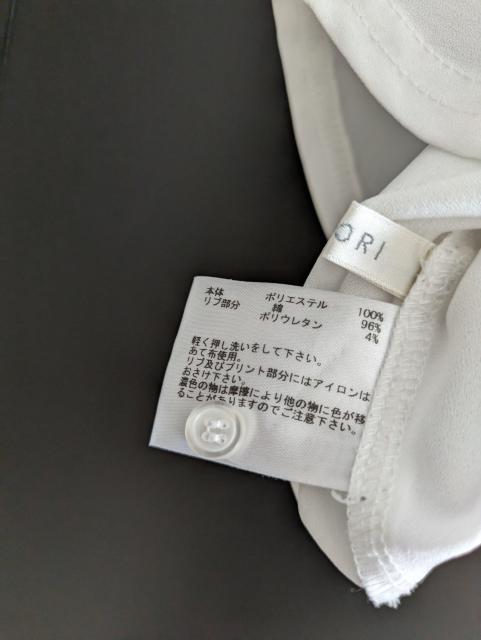 ORI
本体 ポリエステル 100%
リブ部分 綿 96%
ポリウレタン 4%
軽く押し洗いをして下さい。
あて布使用。
リブ及びプリント部分にはアイロンは
おさけ下さい。
濃色の物は摩擦により他の物に色が移
ることがありますのでご注意下さい。